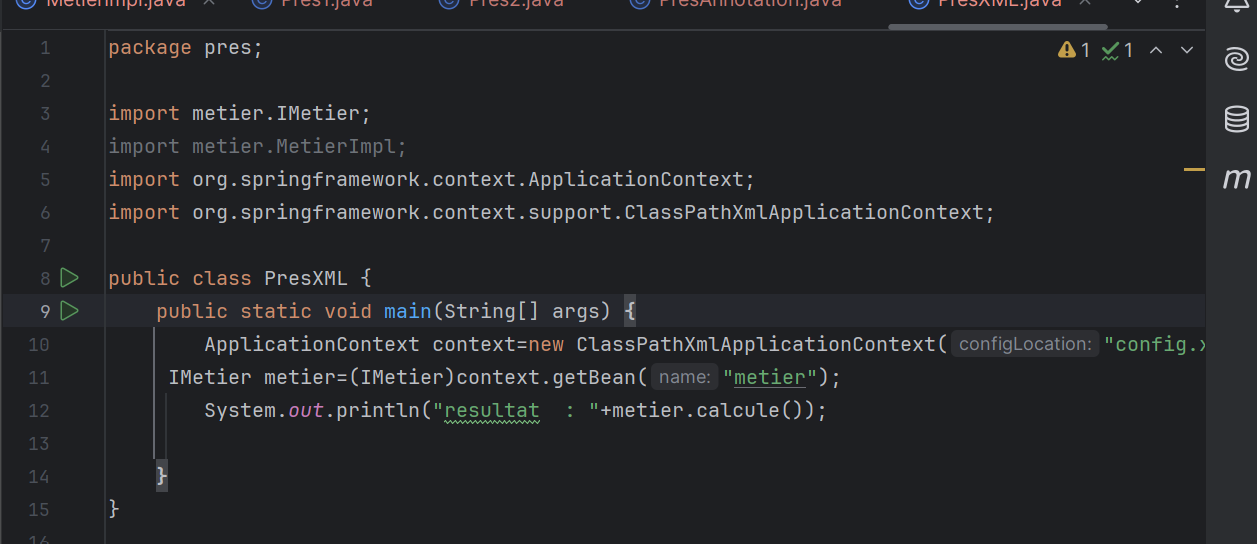 MetierImpl.java Pres1.java Pres2.java PresAnnotation.java PresXML.java
1 package pres; 1 1
2
3 import metier.IMetier;
4 import metier.MetierImpl;
5 import org.springframework.context.ApplicationContext;
6 import org.springframework.context.support.ClassPathXmlApplicationContext;
7
8 public class PresXML {
9 public static void main(String[] args) {
10 ApplicationContext context=new ClassPathXmlApplicationContext( configLocation: "config.x
11 IMetier metier=(IMetier)context.getBean( name: "metier");
12 System.out.println("resultat  : "+metier.calcule());
13
14 }
15 }
16
m